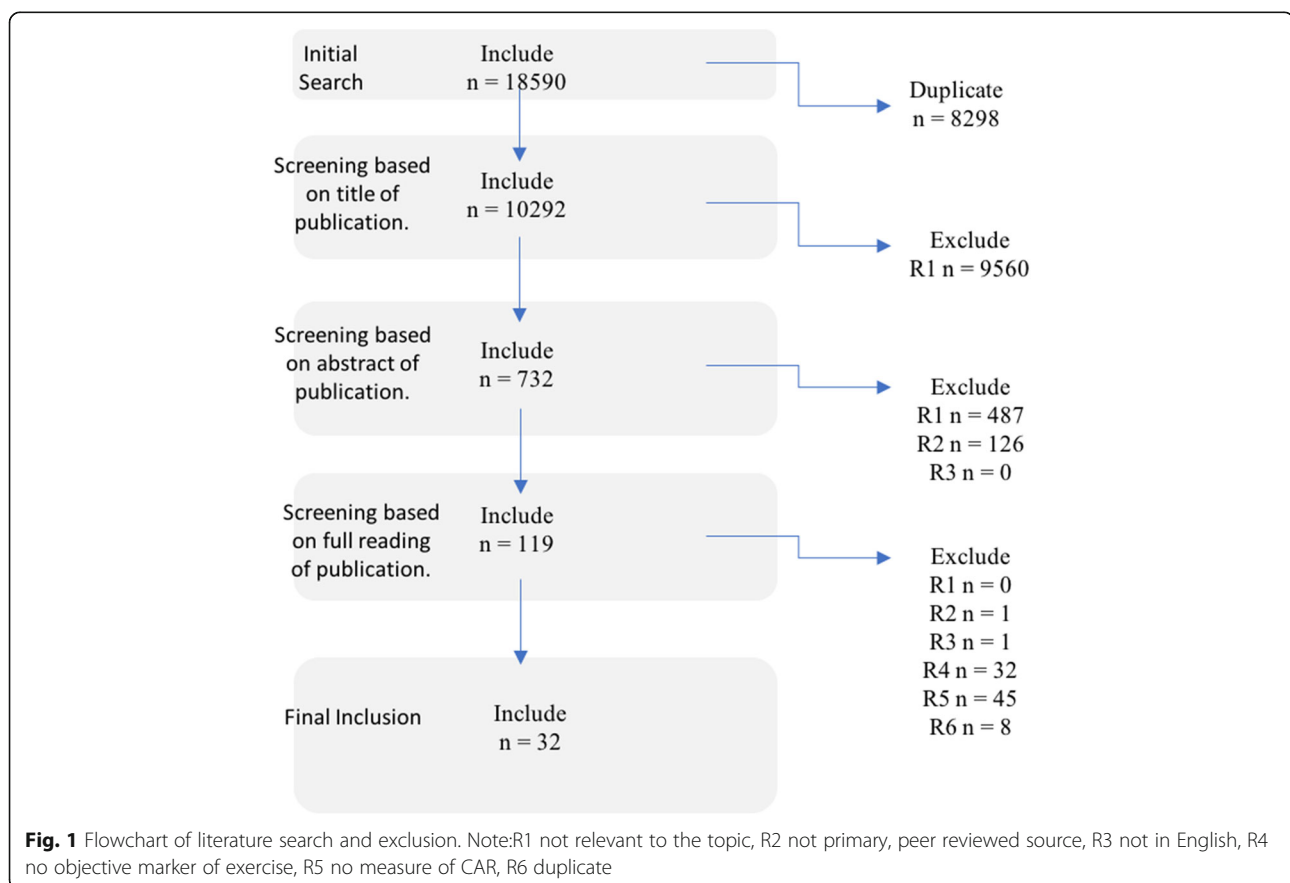 Initial
Search
Include
n = 18590
Duplicate
n = 8298
Screening based
on title of
publication.
Include
n = 10292
Exclude
R1 n = 9560
Screening based
on abstract of
publication.
Include
n = 732
Exclude
R1 n = 487
R2 n = 126
R3 n = 0
Screening based
on full reading
of publication.
Include
n = 119
Exclude
R1 n = 0
R2 n = 1
R3 n = 1
R4 n = 32
R5 n = 45
R6 n = 8
Final Inclusion
Include
n = 32
Fig. 1 Flowchart of literature search and exclusion. Note:R1 not relevant to the topic, R2 not primary, peer reviewed source, R3 not in English, R4
no objective marker of exercise, R5 no measure of CAR, R6 duplicate